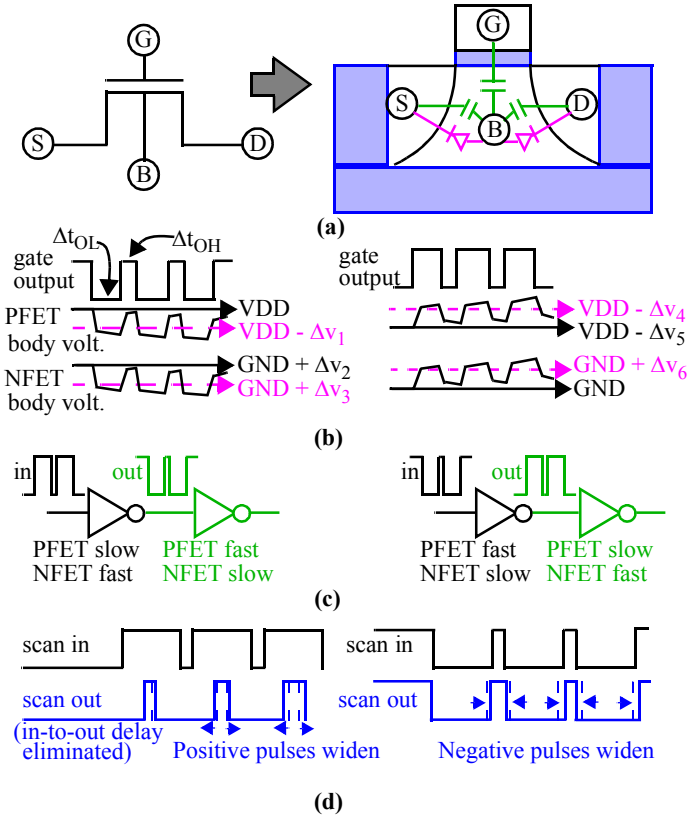 G
S
D
B
G
S
D
B
(a)
Δt_OL
Δt_OH
gate
output
PFET
body volt.
NFET
body volt.
VDD
VDD - Δv_1
GND + Δv_2
GND + Δv_3
gate
output
VDD - Δv_4
VDD - Δv_5
GND + Δv_6
GND
(b)
in
out
PFET slow
NFET fast
PFET fast
NFET slow
in
out
PFET fast
NFET slow
PFET slow
NFET fast
(c)
scan in
scan out
(in-to-out delay
eliminated)
Positive pulses widen
scan in
scan out
Negative pulses widen
(d)